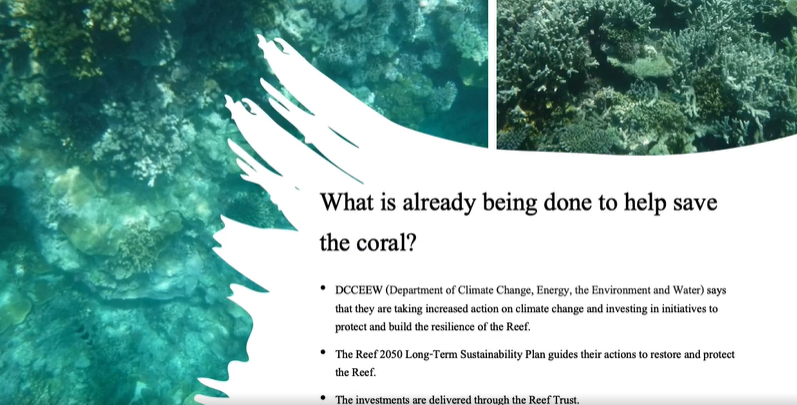 What is already being done to help save
the coral?
• DCCEEW (Department of Climate Change, Energy, the Environment and Water) says
that they are taking increased action on climate change and investing in initiatives to
protect and build the resilience of the Reef.
• The Reef 2050 Long-Term Sustainability Plan guides their actions to restore and protect
the Reef.
• The investments are delivered through the Reef Trust.